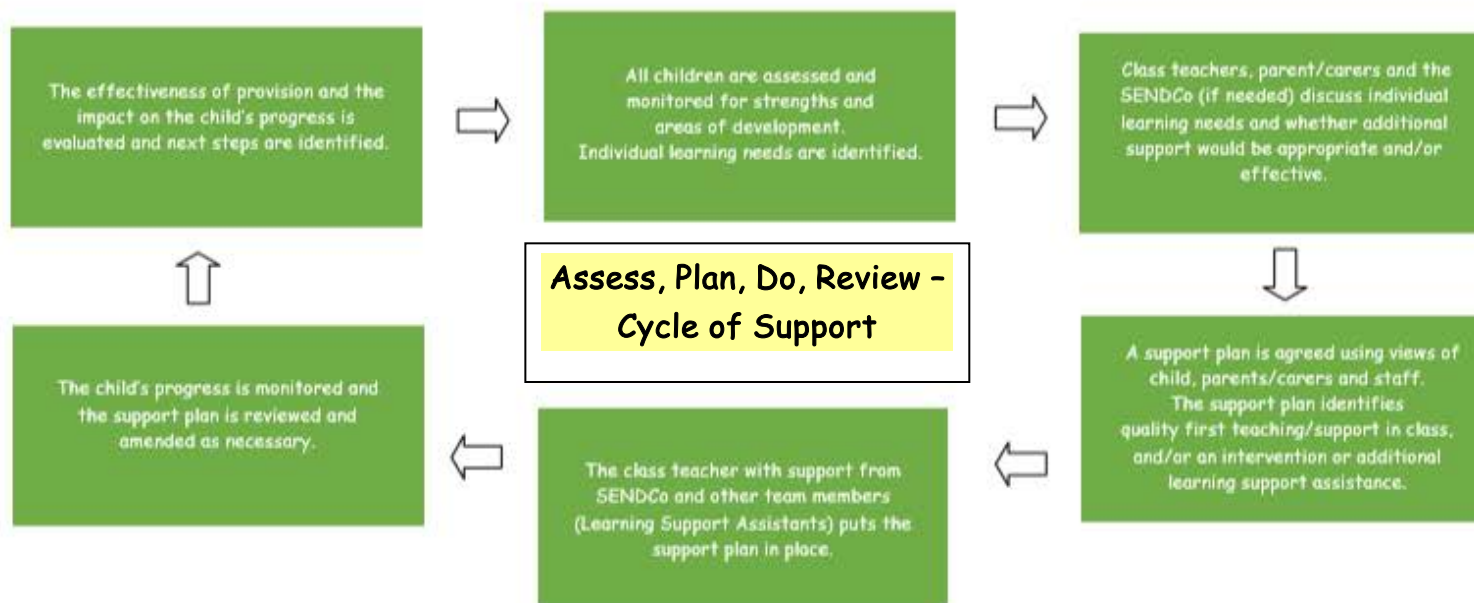 The effectiveness of provision and the
impact on the child's progress is
evaluated and next steps are identified.
All children are assessed and
monitored for strengths and
areas of development.
Individual learning needs are identified.
Class teachers, parent/carers and the
SENDCo (if needed) discuss individual
learning needs and whether additional
support would be appropriate and/or
effective.
Assess, Plan, Do, Review –
Cycle of Support
A support plan is agreed using views of
child, parents/carers and staff.
The support plan identifies
quality first teaching/support in class,
and/or an intervention or additional
learning support assistance.
The class teacher with support from
SENDCo and other team members
(Learning Support Assistants) puts the
support plan in place.
The child's progress is monitored and
the support plan is reviewed and
amended as necessary.